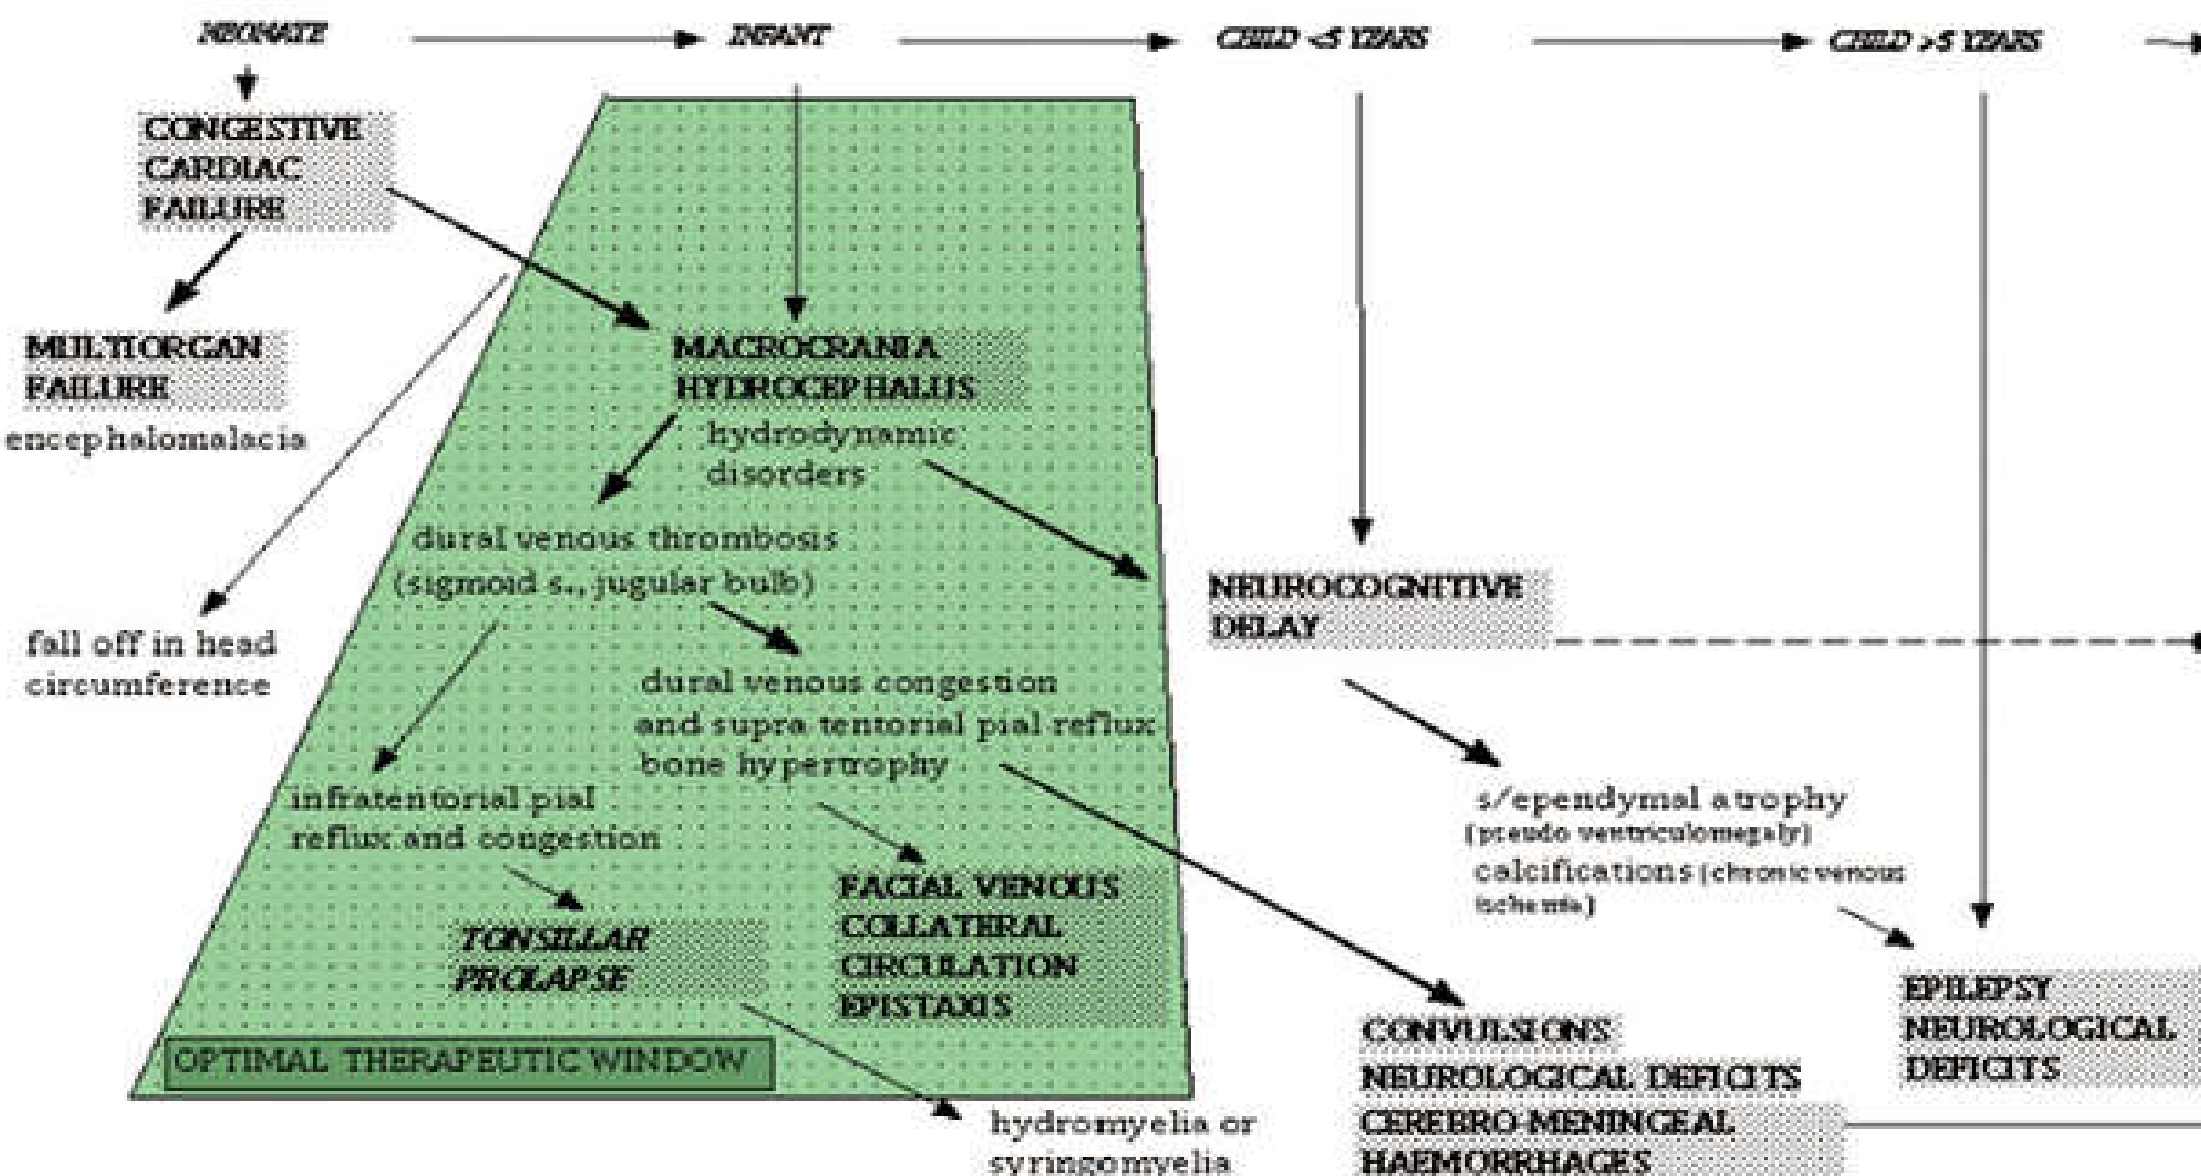 NEONATE
INFANT
CHILD <5 YEARS
CHILD >5 YEARS
CONGESTIVE
CARDIAC
FAILURE
MULTIORGAN
FAILURE
encephalomalacia
fall off in head
circumference
MACROCRANIA
HYDROCEPHALUS
hydrodynamic
disorders
dural venous thrombosis
(sigmoid s., jugular bulb)
dural venous congestion
and supra tentorial pial reflux
bone hypertrophy
infratentorial pial
reflux and congestion
TONSILLAR
PROLAPSE
FACIAL VENOUS
COLLATERAL
CIRCULATION
EPISTAXIS
OPTIMAL THERAPEUTIC WINDOW
hydromyelia or
syringomyelia
NEUROCOGNITIVE
DELAY
s/ependymal atrophy
(pseudo ventriculomegaly)
calcifications (chronic venous
ischemia)
CONVULSIONS
NEUROLOGICAL DEFICITS
CEREBRO MENINGEAL
HAEMORRHAGES
EPILEPSY
NEUROLOGICAL
DEFICITS